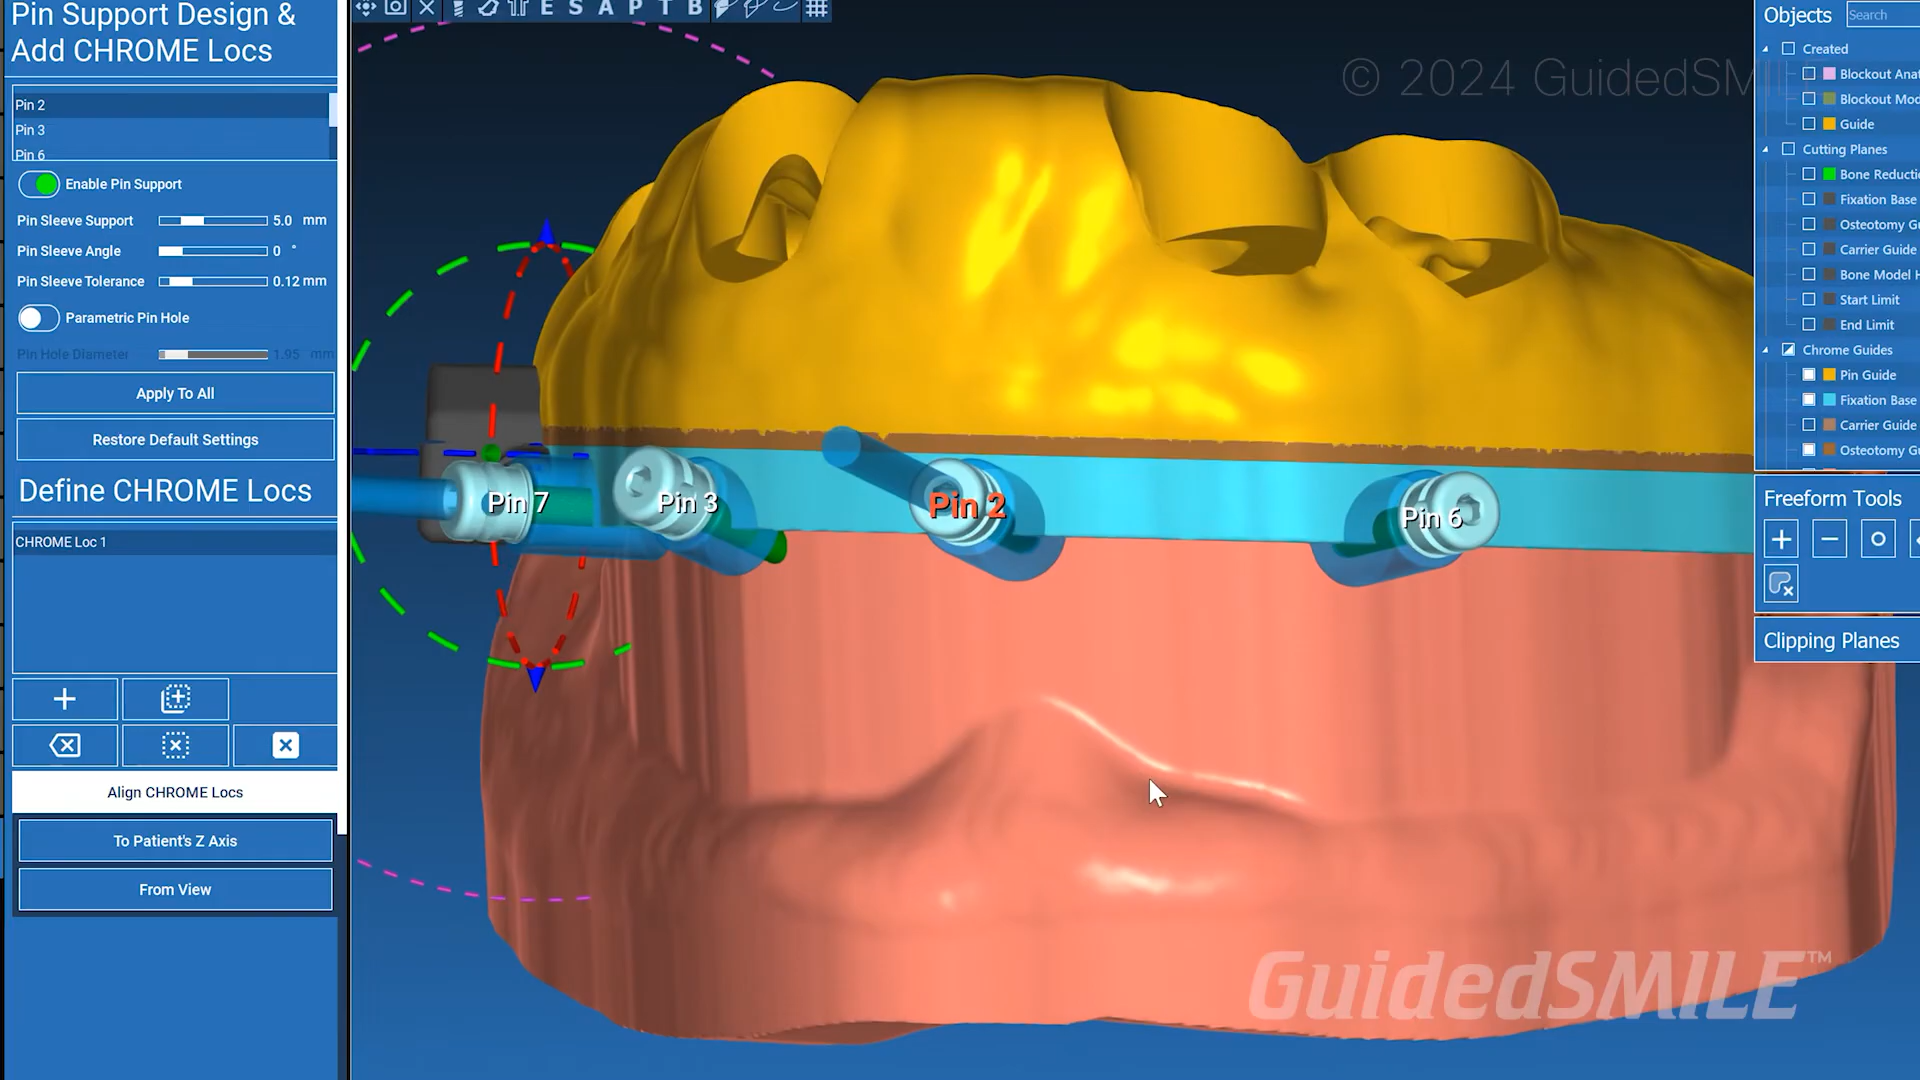 Pin Support Design &
Add CHROME Locs
Pin 2
Pin 3
Pin 6
Enable Pin Support
Pin Sleeve Support 5.0 mm
Pin Sleeve Angle 0 °
Pin Sleeve Tolerance 0.12 mm
Parametric Pin Hole
Pin Hole Diameter 1.95 mm
Apply To All
Restore Default Settings
Define CHROME Locs
CHROME Loc 1
Align CHROME Locs
To Patient's Z Axis
From View
E S A P T B
© 2024 GuidedSMI
Pin 7
Pin 3
Pin 2
Pin 6
GuidedSMILE™
Objects
Search
Created
Blockout Anat
Blockout Mod
Guide
Cutting Planes
Bone Reductio
Fixation Base
Osteotomy Gu
Carrier Guide
Bone Model H
Start Limit
End Limit
Chrome Guides
Pin Guide
Fixation Base
Carrier Guide
Osteotomy Gu
Freeform Tools
Clipping Planes